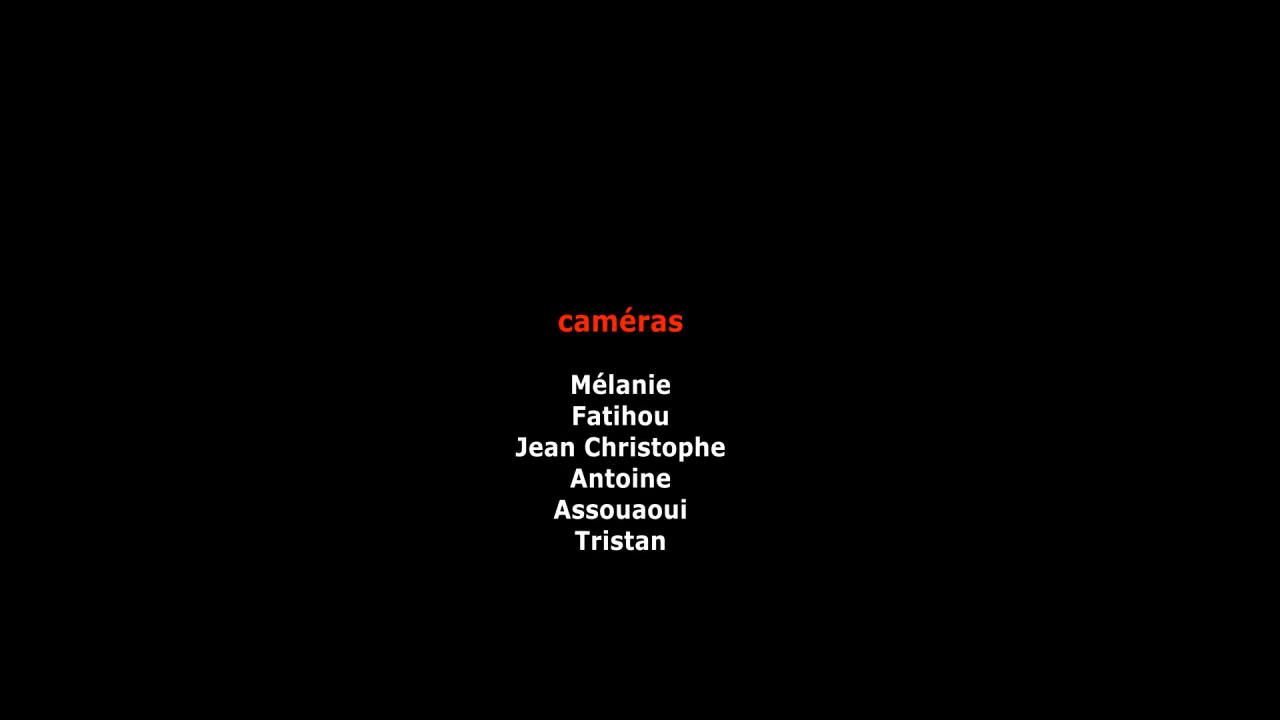 caméras
Mélanie
Fatihou
Jean Christophe
Antoine
Assouaoui
Tristan